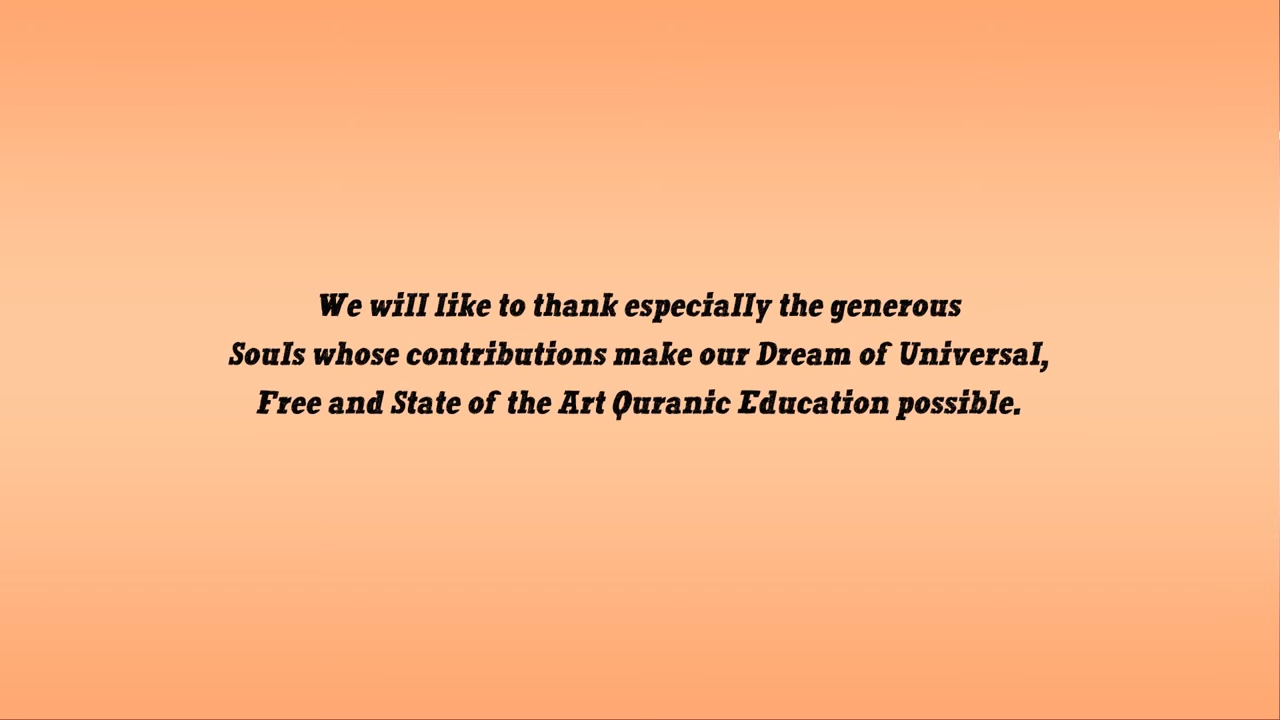 We will like to thank especially the generous
Souls whose contributions make our Dream of Universal,
Free and State of the Art Quranic Education possible.